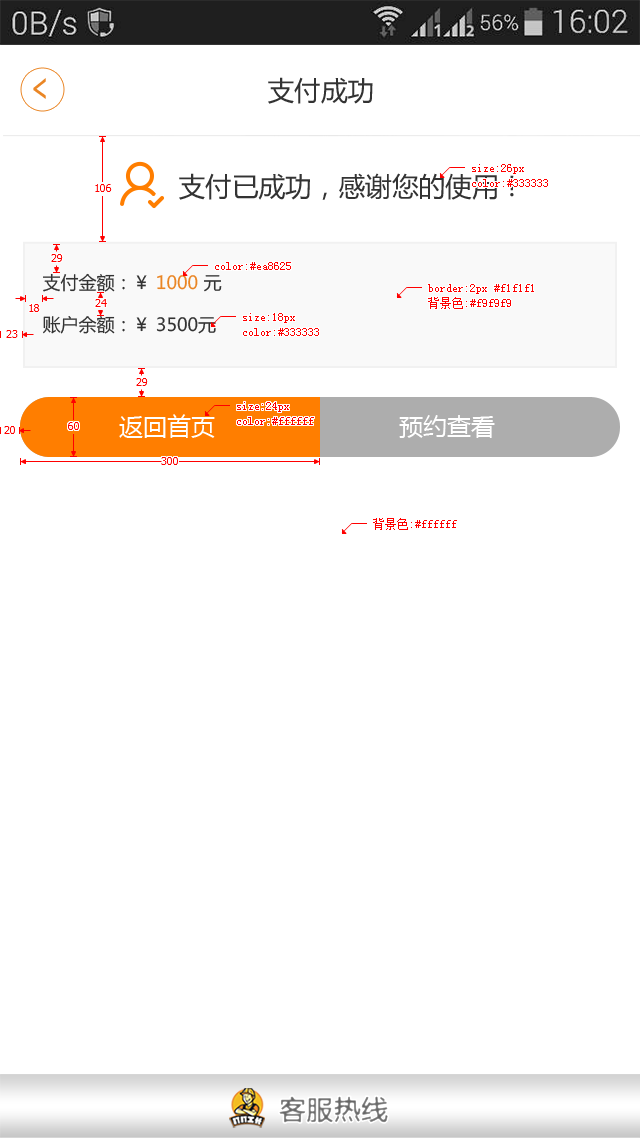 0B/s 1 2 56% 16:02
支付成功
106
支付已成功，感谢您的使用：
size:26px
color:#333333
29
color:#ea8625
支付金额：¥ 1000 元
border:2px #f1f1f1
背景色:#f9f9f9
18
24
账户余额：¥ 3500元
size:18px
color:#333333
23
29
size:24px
color:#ffffff
20
60
返回首页
预约查看
300
背景色:#ffffff
客服热线